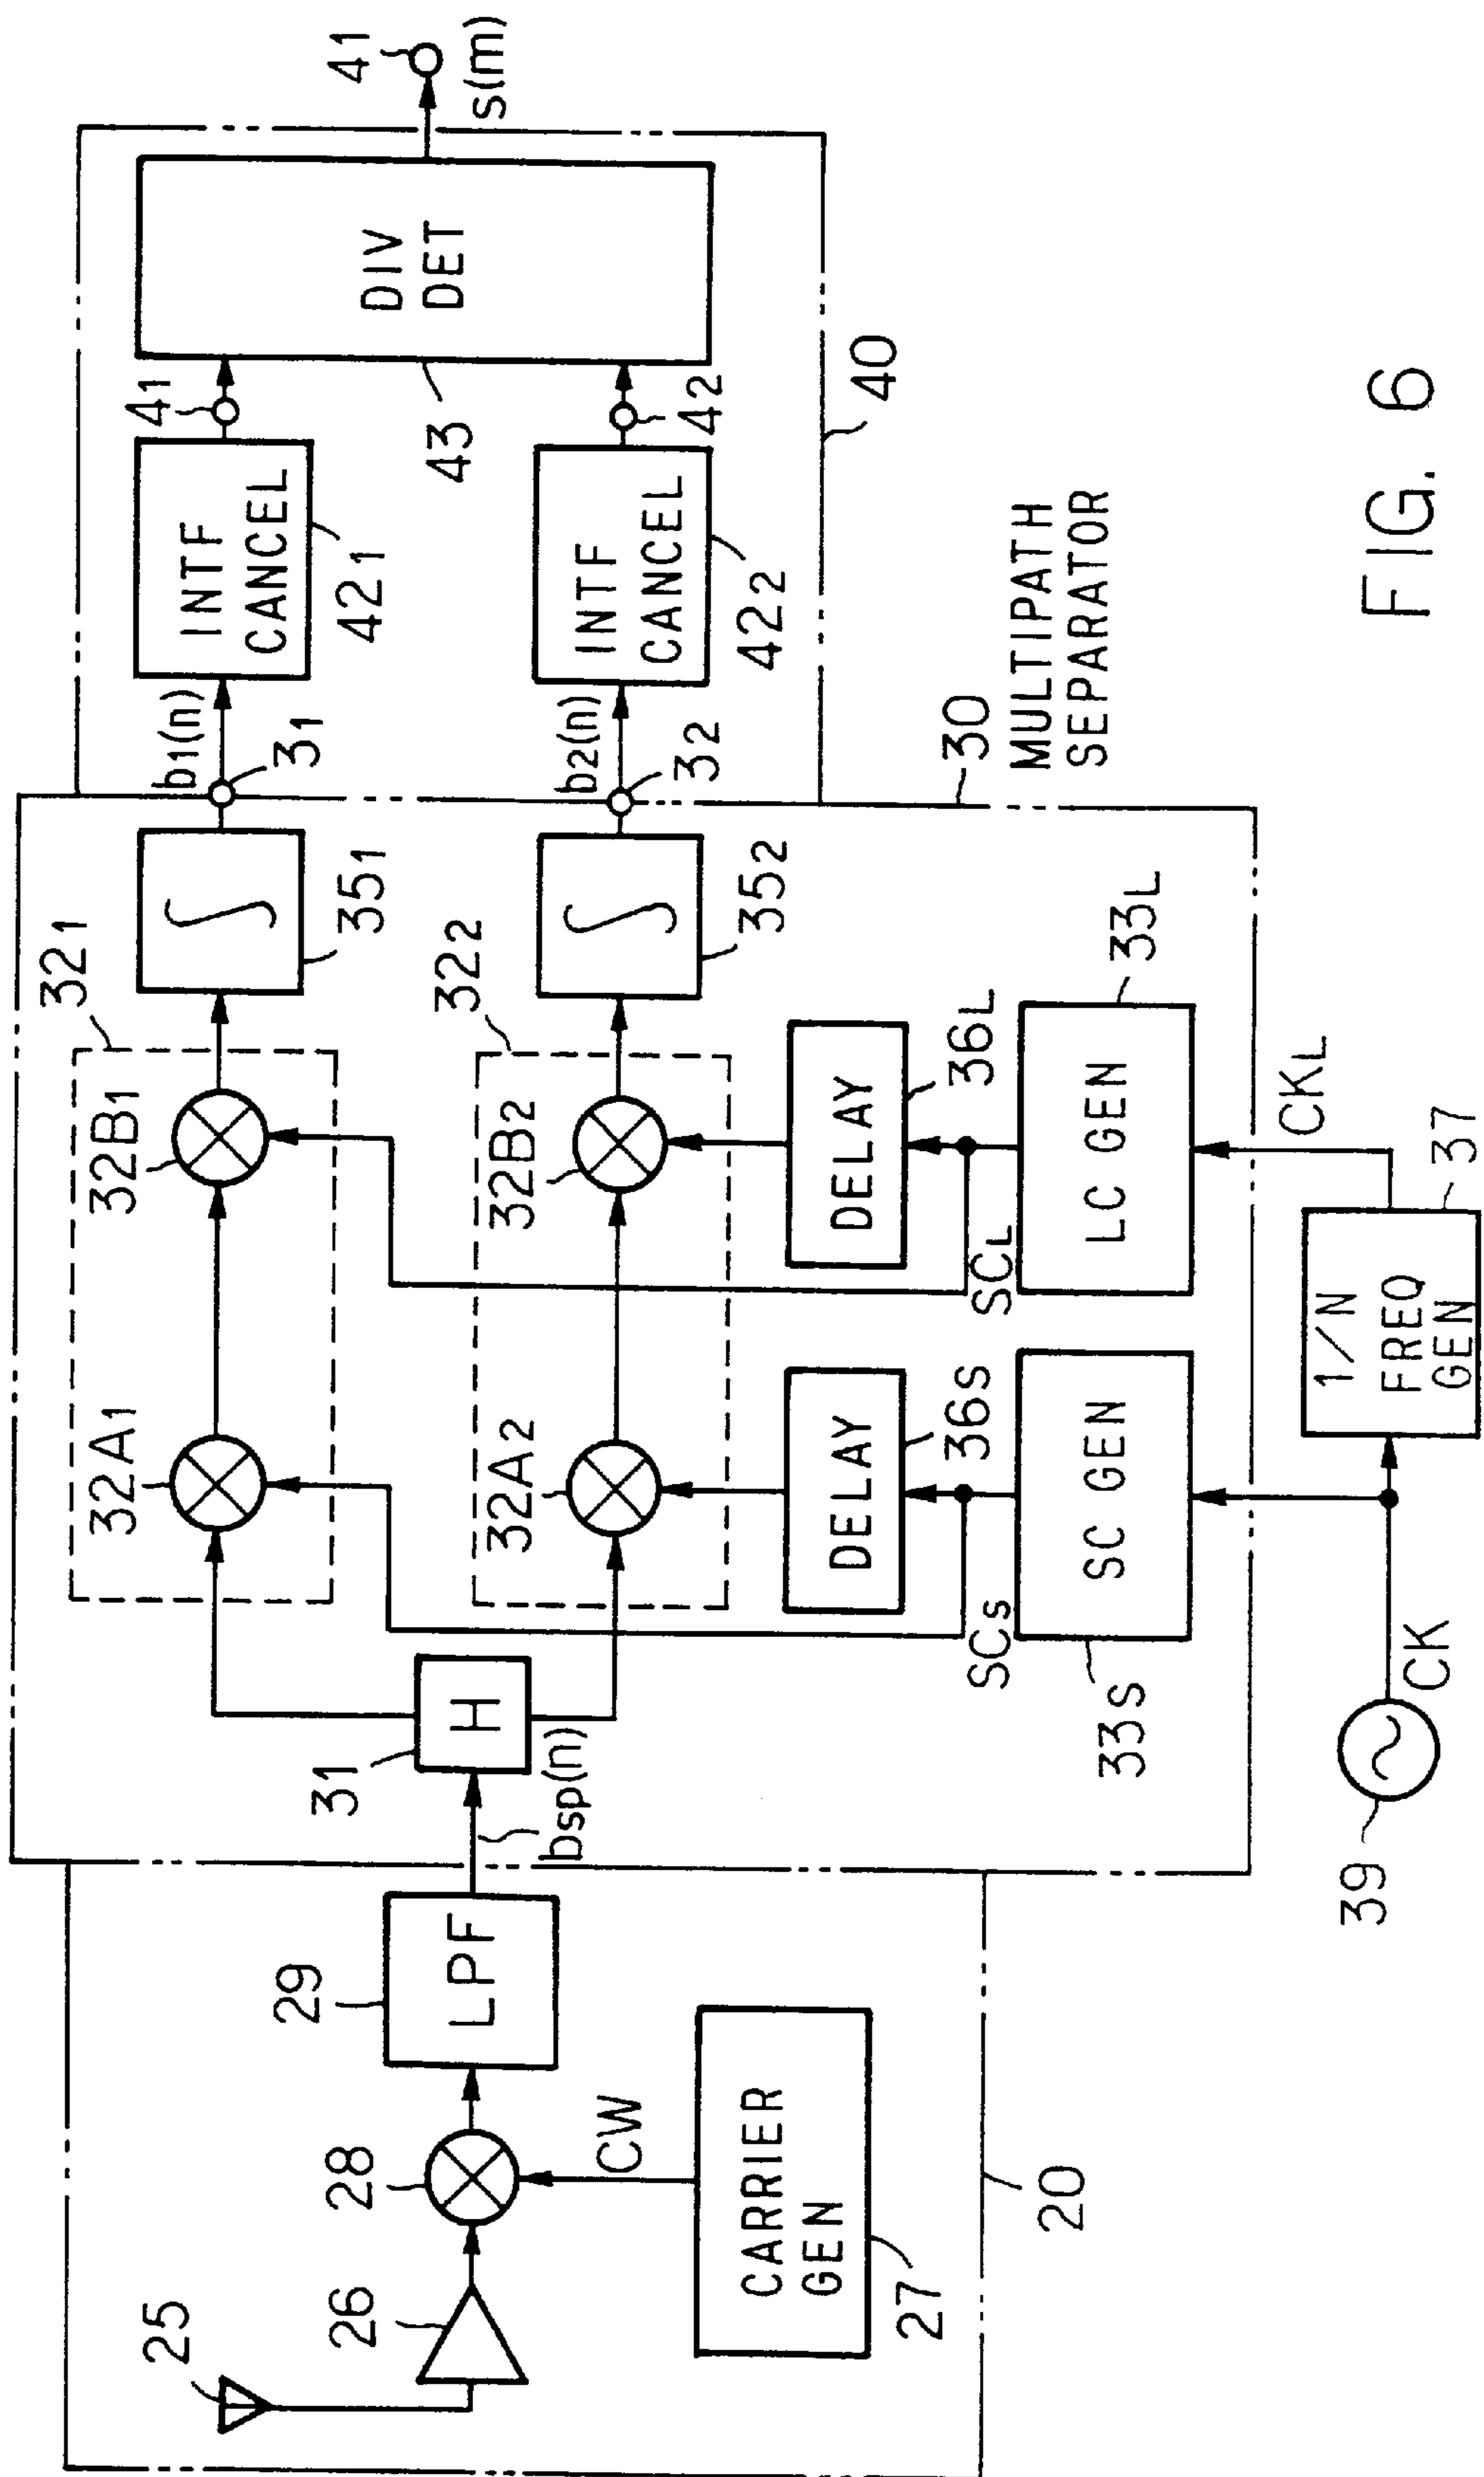 32₁
25
32A₁
32B₁
b₁(n)
4₁
INTF
CANCEL
3₁
29
31
35₁
42₁
41
26
28
DIV
DET
LPF
H
32₂
43
s(m)
32A₂
32B₂
bsp(n)
b₂(n)
INTF
CANCEL
CW
3₂
4₂
CARRIER
GEN
35₂
42₂
DELAY
DELAY
27
40
36S
36L
SCS
SCL
30
MULTIPATH
SEPARATOR
20
SC GEN
LC GEN
33S
33L
CKL
1/N
FREQ
GEN
39
CK
37
FIG. 6